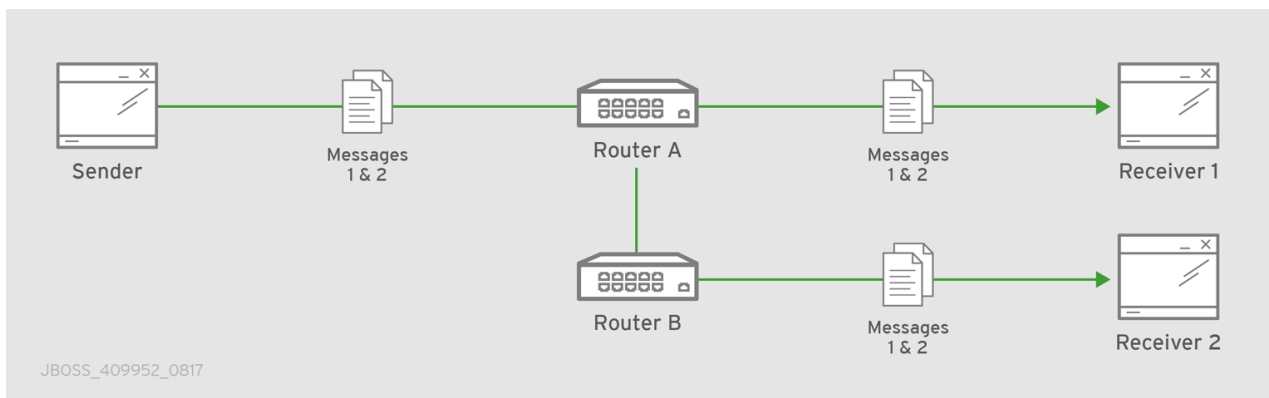 Sender
Messages
1 & 2
Router A
Messages
1 & 2
Receiver 1
Router B
Messages
1 & 2
Receiver 2
JBOSS_409952_0817